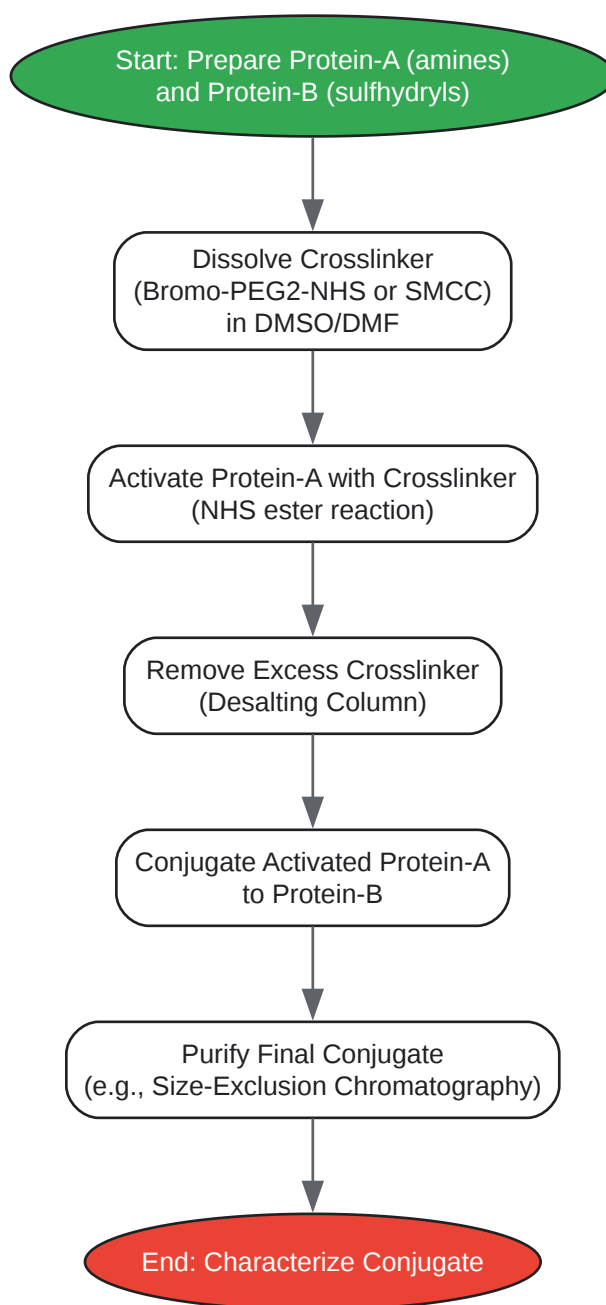 Start: Prepare Protein-A (amines)
and Protein-B (sulfhydryls)
Dissolve Crosslinker
(Bromo-PEG2-NHS or SMCC)
in DMSO/DMF
Activate Protein-A with Crosslinker
(NHS ester reaction)
Remove Excess Crosslinker
(Desalting Column)
Conjugate Activated Protein-A
to Protein-B
Purify Final Conjugate
(e.g., Size-Exclusion Chromatography)
End: Characterize Conjugate